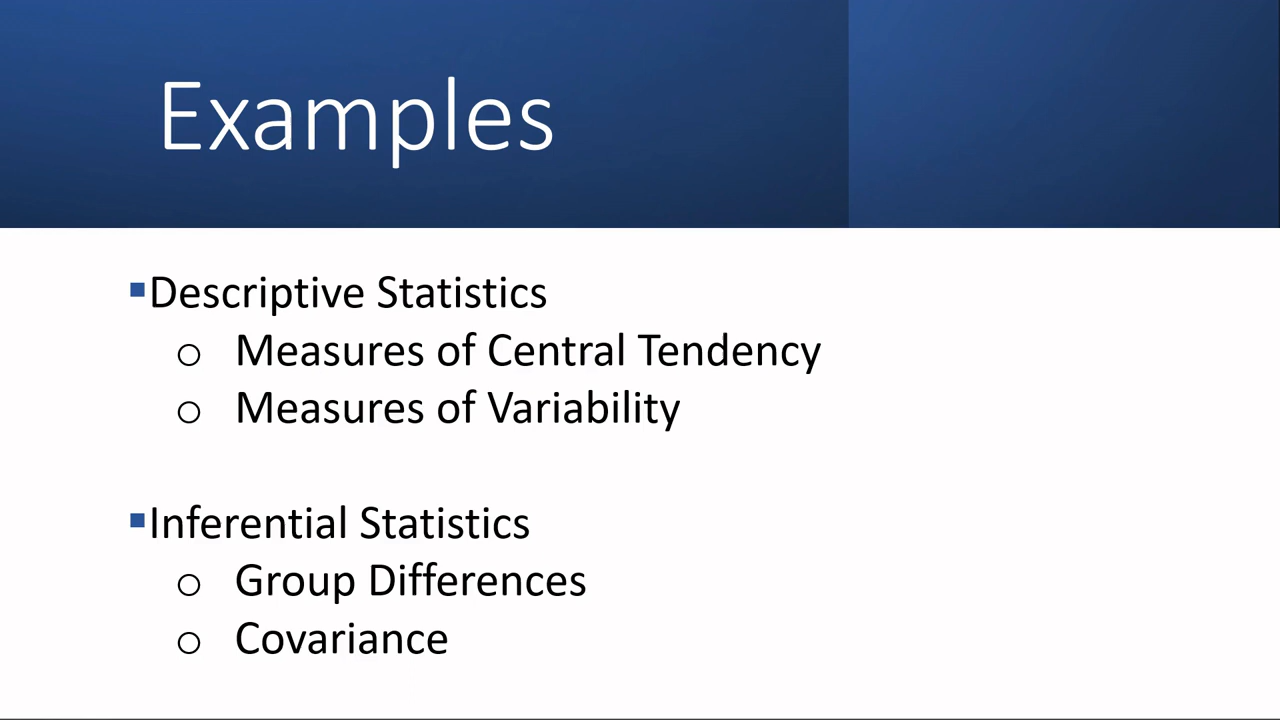 Examples
▪Descriptive Statistics
o Measures of Central Tendency
o Measures of Variability
▪Inferential Statistics
o Group Differences
o Covariance